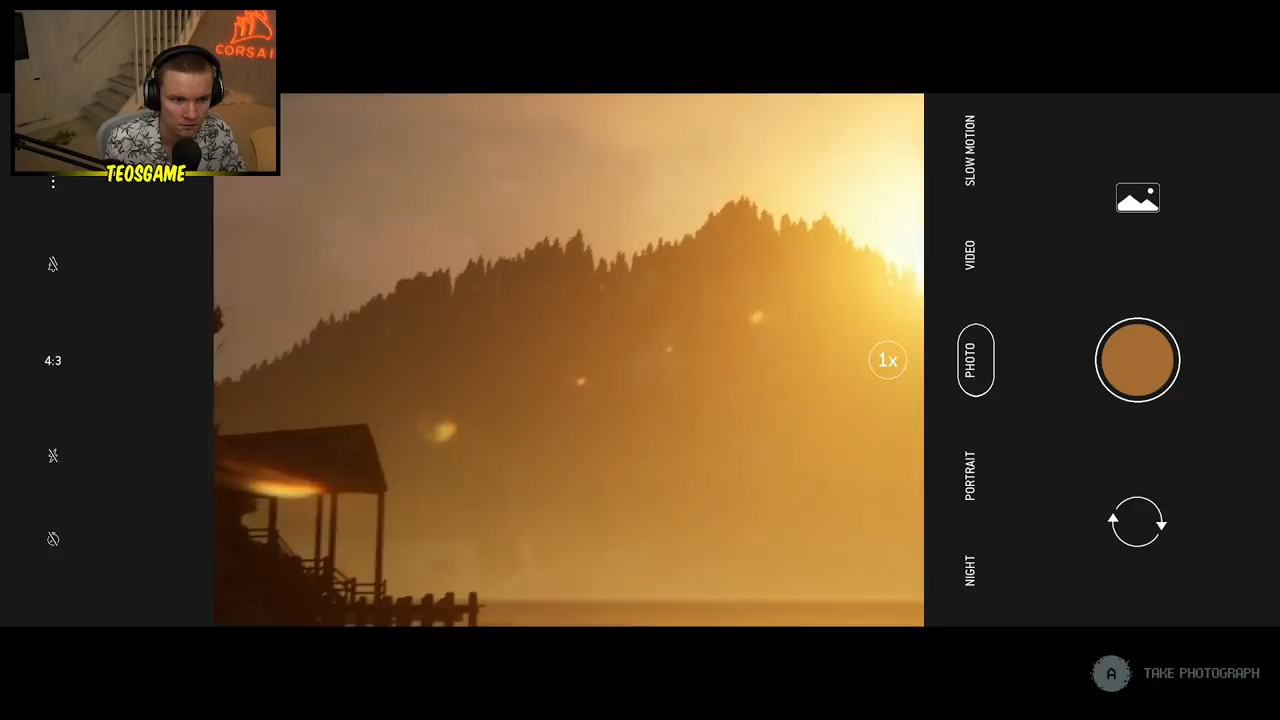 CORSAI
TEOSGAME
4:3
1x
SLOW MOTION
VIDEO
PHOTO
PORTRAIT
NIGHT
A TAKE PHOTOGRAPH